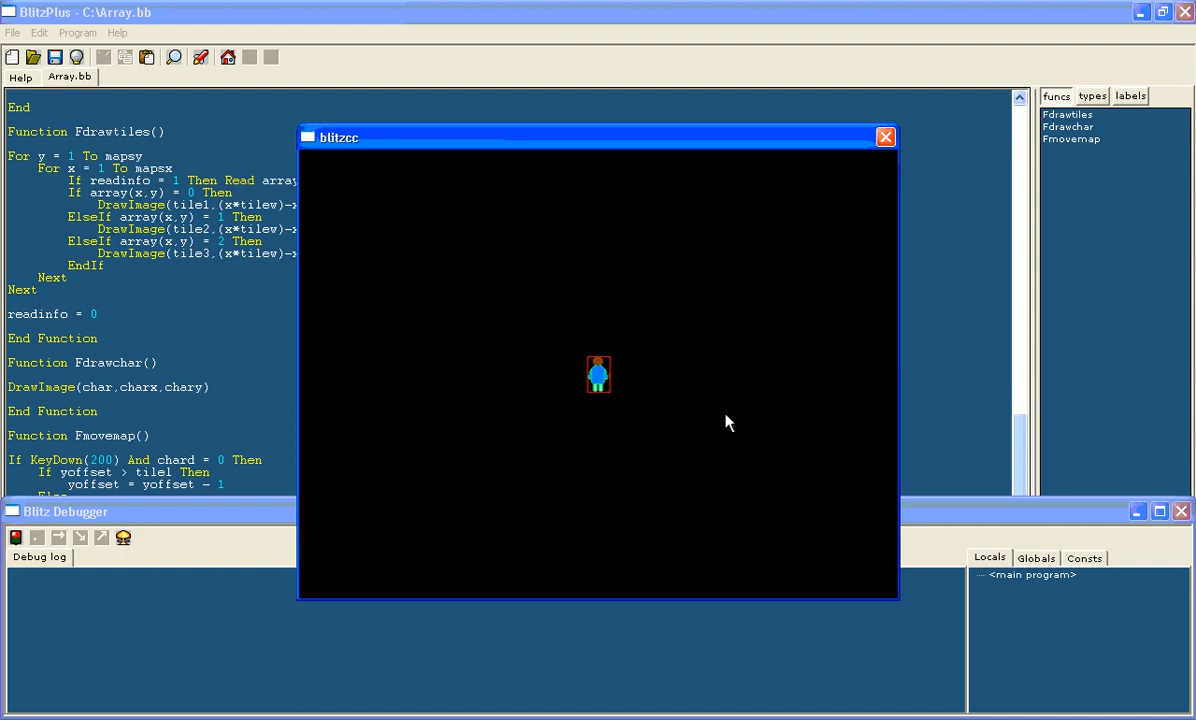 BlitzPlus - C:\Array.bb
File Edit Program Help
Help Array.bb
End
Function Fdrawtiles()
For y = 1 To mapsy
For x = 1 To mapsx
If readinfo = 1 Then Read array
If array(x,y) = 0 Then
DrawImage(tile1,(x*tilew)-x
ElseIf array(x,y) = 1 Then
DrawImage(tile2,(x*tilew)-x
ElseIf array(x,y) = 2 Then
DrawImage(tile3,(x*tilew)-x
EndIf
Next
Next
readinfo = 0
End Function
Function Fdrawchar()
DrawImage(char,charx,chary)
End Function
Function Fmovemap()
If KeyDown(200) And chard = 0 Then
If yoffset > tilel Then
yoffset = yoffset - 1
Else
blitzcc
funcs types labels
Fdrawtiles
Fdrawchar
Fmovemap
Blitz Debugger
Debug log
Locals Globals Consts
<main program>